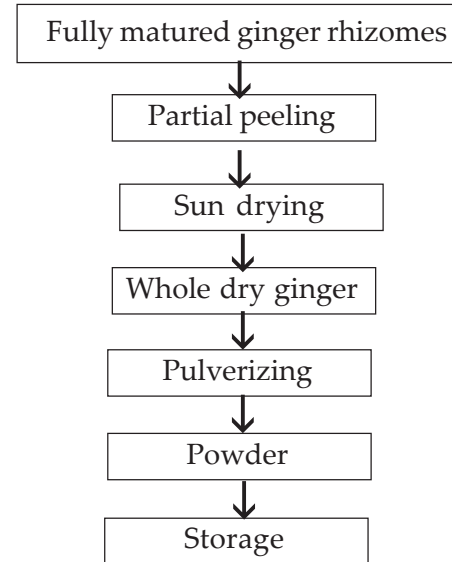 Fully matured ginger rhizomes
Partial peeling
Sun drying
Whole dry ginger
Pulverizing
Powder
Storage